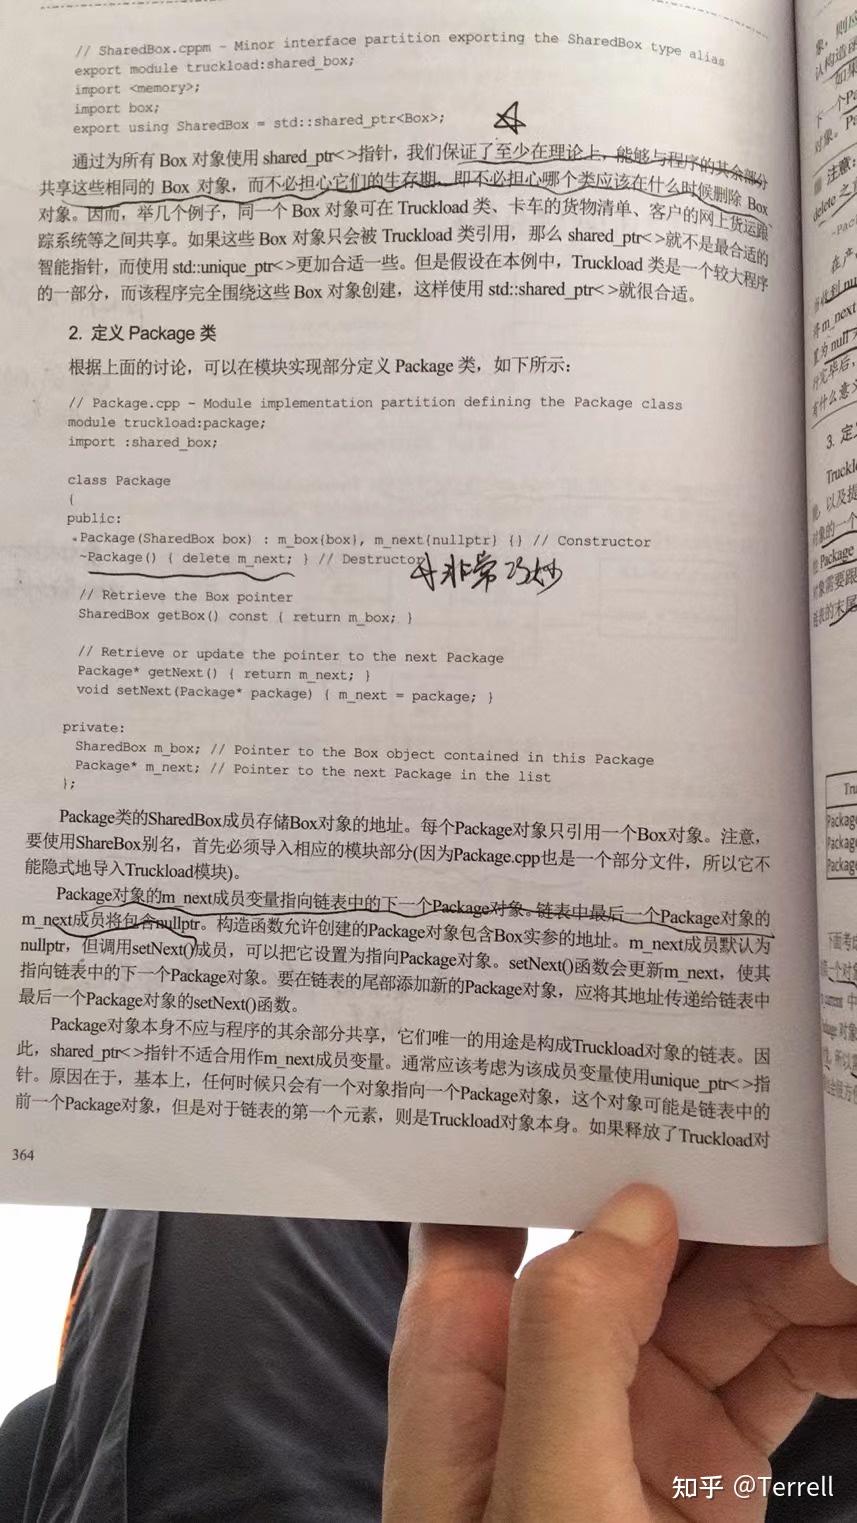 // SharedBox.cppm - Minor interface partition exporting the SharedBox type alias
export module truckload:shared_box;
import <memory>;
import box;
export using SharedBox = std::shared_ptr<Box>;
通过为所有 Box 对象使用 shared_ptr<>指针，我们保证了至少在理论上，能够与程序的其余部分
共享这些相同的 Box 对象，而不必担心它们的生存期，即不必担心哪个类应该在什么时候删除 Box
对象。因而，举几个例子，同一个 Box 对象可在 Truckload 类、卡车的货物清单、客户的网上货运跟
踪系统等之间共享。如果这些 Box 对象只会被 Truckload 类引用，那么 shared_ptr<>就不是最合适的
智能指针，而使用 std::unique_ptr<>更加合适一些。但是假设在本例中，Truckload 类是一个较大程序
的一部分，而该程序完全围绕这些 Box 对象创建，这样使用 std::shared_ptr<>就很合适。
2. 定义 Package 类
根据上面的讨论，可以在模块实现部分定义 Package 类，如下所示：
// Package.cpp - Module implementation partition defining the Package class
module truckload:package;
import :shared_box;
class Package
{
public:
Package(SharedBox box) : m_box{box}, m_next{nullptr} {} // Constructor
~Package() { delete m_next; } // Destructor
非常巧妙
// Retrieve the Box pointer
SharedBox getBox() const { return m_box; }
// Retrieve or update the pointer to the next Package
Package* getNext() { return m_next; }
void setNext(Package* package) { m_next = package; }
private:
SharedBox m_box; // Pointer to the Box object contained in this Package
Package* m_next; // Pointer to the next Package in the list
};
Package类的SharedBox成员存储Box对象的地址。每个Package对象只引用一个Box对象。注意，
要使用ShareBox别名，首先必须导入相应的模块部分(因为Package.cpp也是一个部分文件，所以它不
能隐式地导入Truckload模块)。
Package对象的m_next成员变量指向链表中的下一个Package对象。链表中最后一个Package对象的
m_next成员将包含nullptr。构造函数允许创建的Package对象包含Box实参的地址。m_next成员默认为
nullptr，但调用setNext()成员，可以把它设置为指向Package对象。setNext()函数会更新m_next，使其
指向链表中的下一个Package对象。要在链表的尾部添加新的Package对象，应将其地址传递给链表中
最后一个Package对象的setNext()函数。
Package对象本身不应与程序的其余部分共享，它们唯一的用途是构成Truckload对象的链表。因
此，shared_ptr<>指针不适合用作m_next成员变量。通常应该考虑为该成员变量使用unique_ptr<>指
针。原因在于，基本上，任何时候只会有一个对象指向一个Package对象，这个对象可能是链表中的
前一个Package对象，但是对于链表的第一个元素，则是Truckload对象本身。如果释放了Truckload对
364
注意：
3. 定
知乎 @Terrell